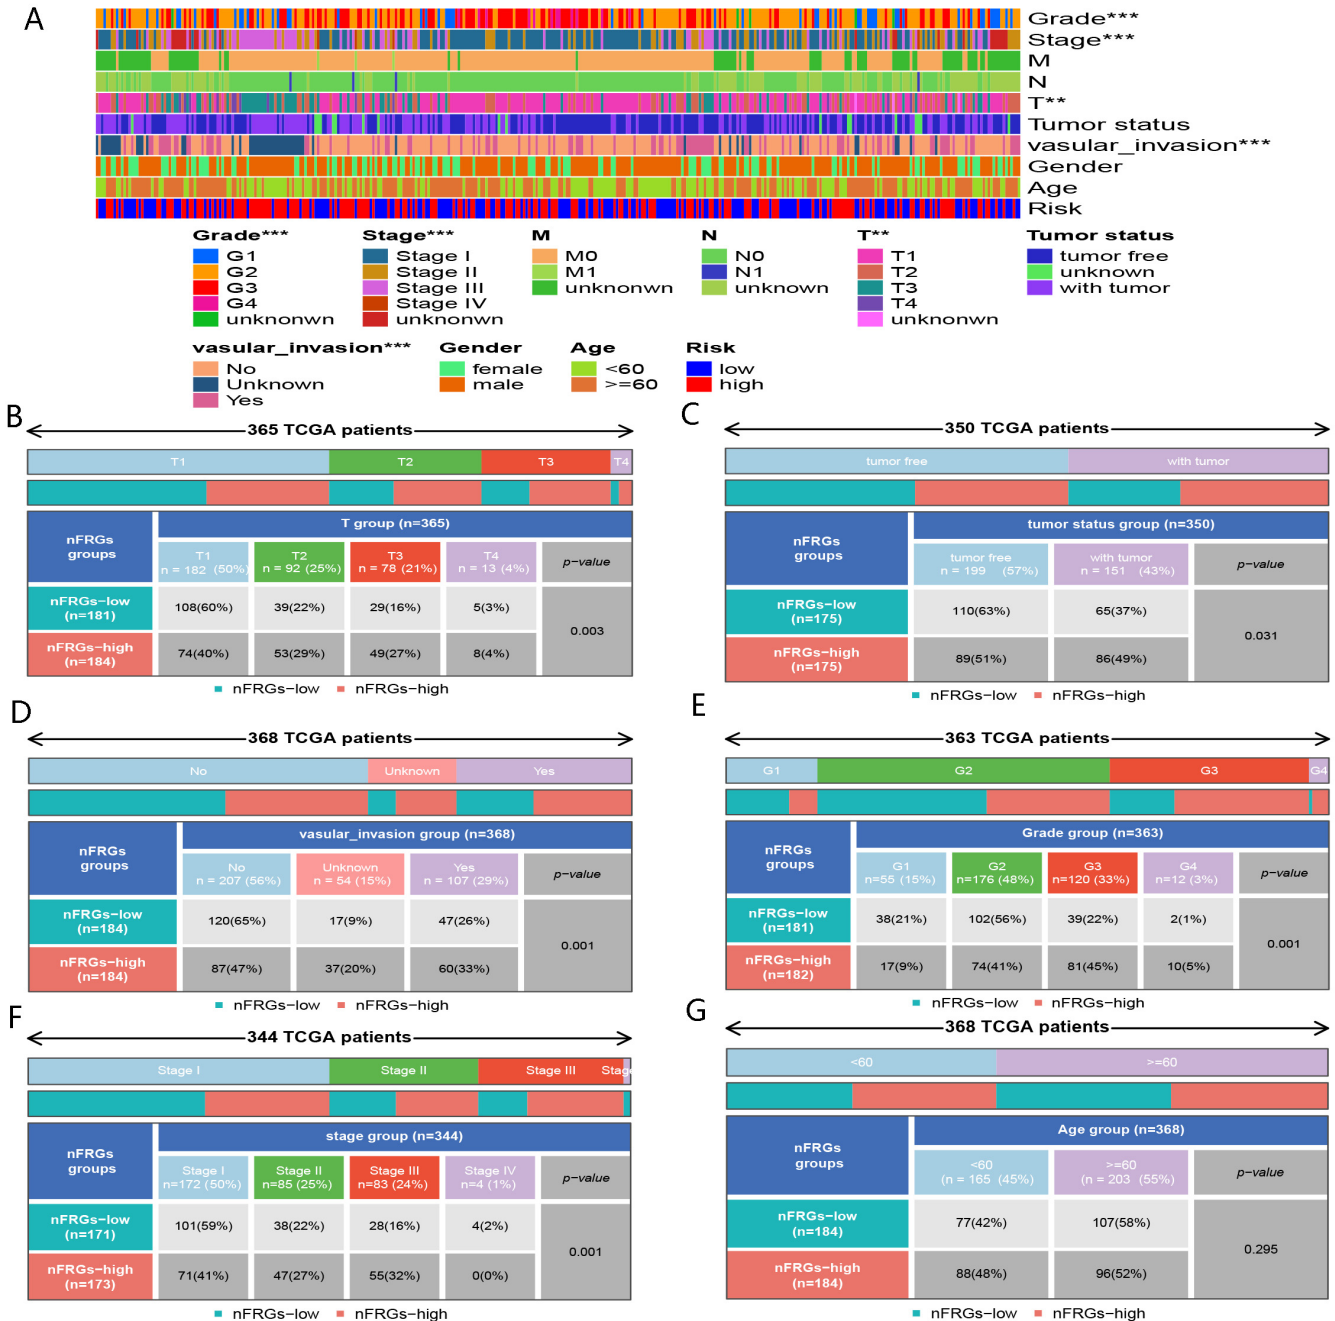 A
Grade***
Stage***
M
N
T**
Tumor status
vasular_invasion***
Gender
Age
Risk
Grade*** Stage*** M N T** Tumor status
G1 Stage I M0 N0 T1 tumor free
G2 Stage II M1 N1 T2 unknown
G3 Stage III unknonwn unknown T3 with tumor
G4 Stage IV T4
unknonwn unknonwn unknonwn
vasular_invasion*** Gender Age Risk
No female <60 low
Unknown male >=60 high
Yes
B
365 TCGA patients
T1 T2 T3 T4
nFRGs groups T group (n=365)
T1 T2 T3 T4 p-value
n = 182 (50%) n = 92 (25%) n = 78 (21%) n = 13 (4%)
nFRGs-low (n=181) 108(60%) 39(22%) 29(16%) 5(3%) 0.003
nFRGs-high (n=184) 74(40%) 53(29%) 49(27%) 8(4%)
nFRGs-low nFRGs-high
C
350 TCGA patients
tumor free with tumor
nFRGs groups tumor status group (n=350)
tumor free with tumor p-value
n = 199 (57%) n = 151 (43%)
nFRGs-low (n=175) 110(63%) 65(37%) 0.031
nFRGs-high (n=175) 89(51%) 86(49%)
nFRGs-low nFRGs-high
D
368 TCGA patients
No Unknown Yes
nFRGs groups vasular_invasion group (n=368)
No Unknown Yes p-value
n = 207 (56%) n = 54 (15%) n = 107 (29%)
nFRGs-low (n=184) 120(65%) 17(9%) 47(26%) 0.001
nFRGs-high (n=184) 87(47%) 37(20%) 60(33%)
nFRGs-low nFRGs-high
E
363 TCGA patients
G1 G2 G3 G4
nFRGs groups Grade group (n=363)
G1 G2 G3 G4 p-value
n=55 (15%) n=176 (48%) n=120 (33%) n=12 (3%)
nFRGs-low (n=181) 38(21%) 102(56%) 39(22%) 2(1%) 0.001
nFRGs-high (n=182) 17(9%) 74(41%) 81(45%) 10(5%)
nFRGs-low nFRGs-high
F
344 TCGA patients
Stage I Stage II Stage III Stage
nFRGs groups stage group (n=344)
Stage I Stage II Stage III Stage IV p-value
n=172 (50%) n=85 (25%) n=83 (24%) n=4 (1%)
nFRGs-low (n=171) 101(59%) 38(22%) 28(16%) 4(2%) 0.001
nFRGs-high (n=173) 71(41%) 47(27%) 55(32%) 0(0%)
nFRGs-low nFRGs-high
G
368 TCGA patients
<60 >=60
nFRGs groups Age group (n=368)
<60 >=60 p-value
(n = 165 (45%) (n = 203 (55%)
nFRGs-low (n=184) 77(42%) 107(58%) 0.295
nFRGs-high (n=184) 88(48%) 96(52%)
nFRGs-low nFRGs-high